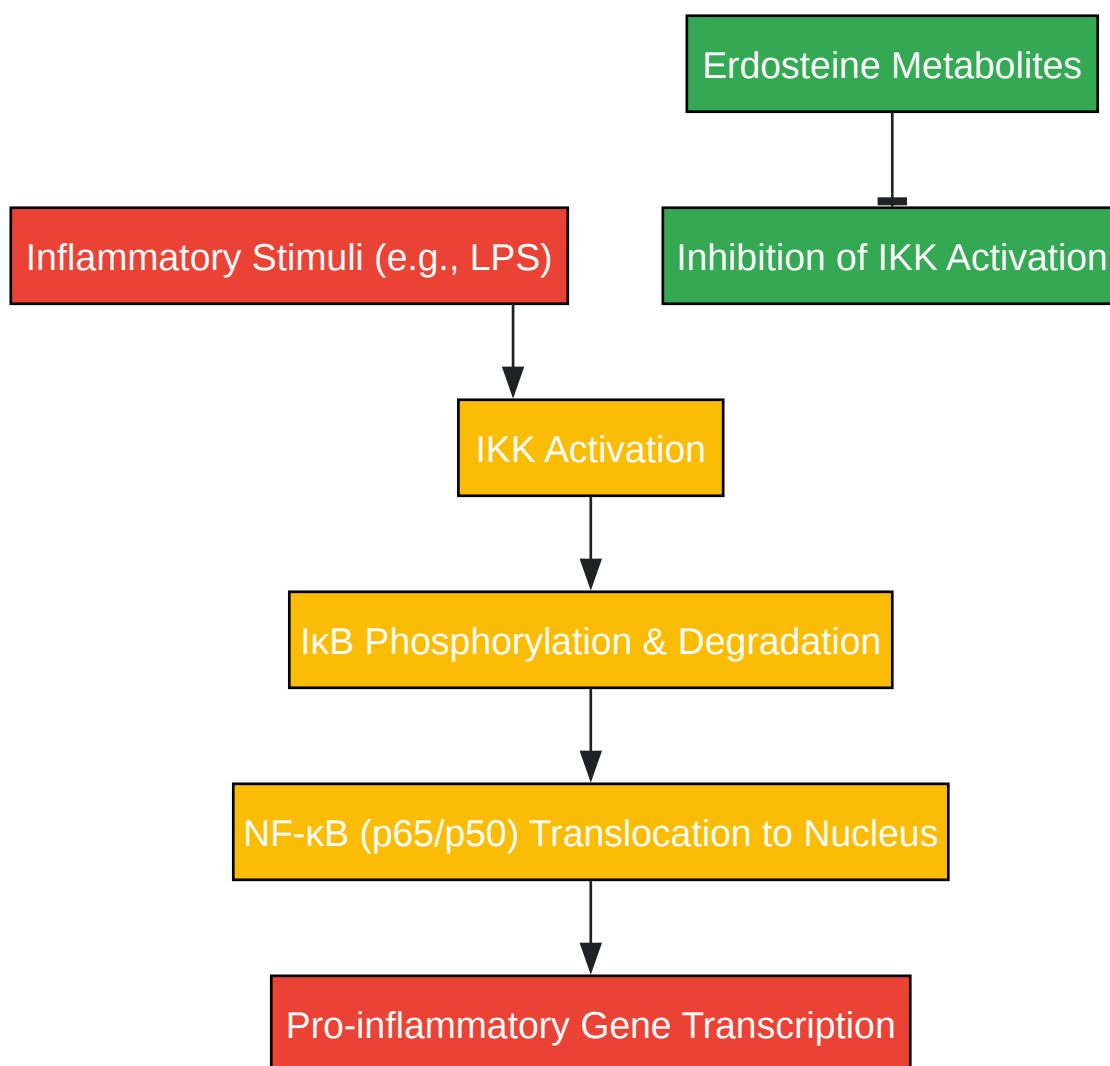 Erdosteine Metabolites
Inflammatory Stimuli (e.g., LPS)
Inhibition of IKK Activation
IKK Activation
IκB Phosphorylation & Degradation
NF-κB (p65/p50) Translocation to Nucleus
Pro-inflammatory Gene Transcription